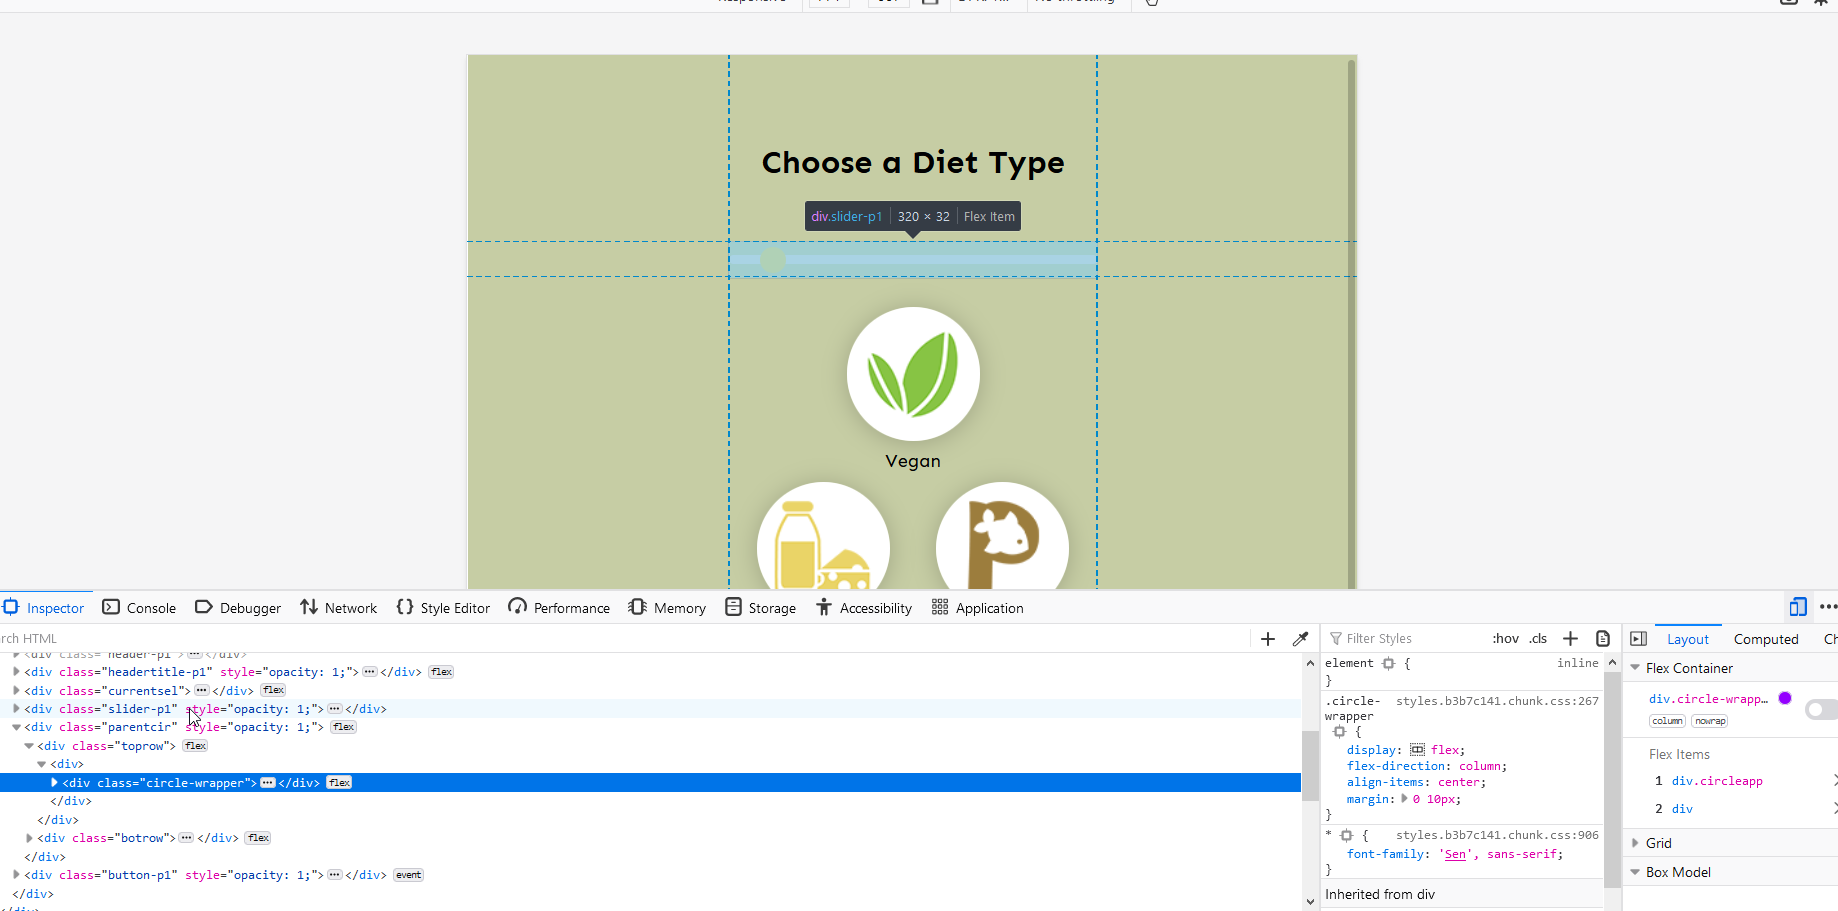 Choose a Diet Type
div.slider-p1 320 × 32 Flex Item
Vegan
Inspector Console Debugger Network Style Editor Performance Memory Storage Accessibility Application
rch HTML
<div class="headertitle-p1" style="opacity: 1;"></div> flex
<div class="currentsel"></div> flex
<div class="slider-p1" style="opacity: 1;"></div>
<div class="parentcir" style="opacity: 1;"> flex
<div class="toprow"> flex
<div>
<div class="circle-wrapper"></div> flex
</div>
</div>
<div class="botrow"></div> flex
</div>
<div class="button-p1" style="opacity: 1;"></div> event
</div>
Filter Styles :hov .cls
element { inline
}
.circle- styles.b3b7c141.chunk.css:267
wrapper
{
display: flex;
flex-direction: column;
align-items: center;
margin: 0 10px;
}
* { styles.b3b7c141.chunk.css:906
font-family: 'Sen', sans-serif;
}
Inherited from div
Layout Computed Ch
Flex Container
div.circle-wrapp…
column nowrap
Flex Items
1 div.circleapp
2 div
Grid
Box Model